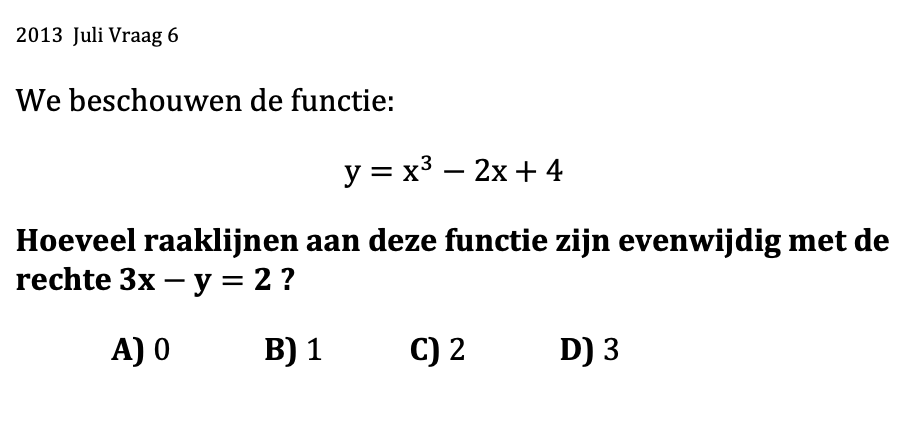 2013 Juli Vraag 6
We beschouwen de functie:
y = x³ − 2x + 4
Hoeveel raaklijnen aan deze functie zijn evenwijdig met de
rechte 3x − y = 2 ?
A) 0 B) 1 C) 2 D) 3